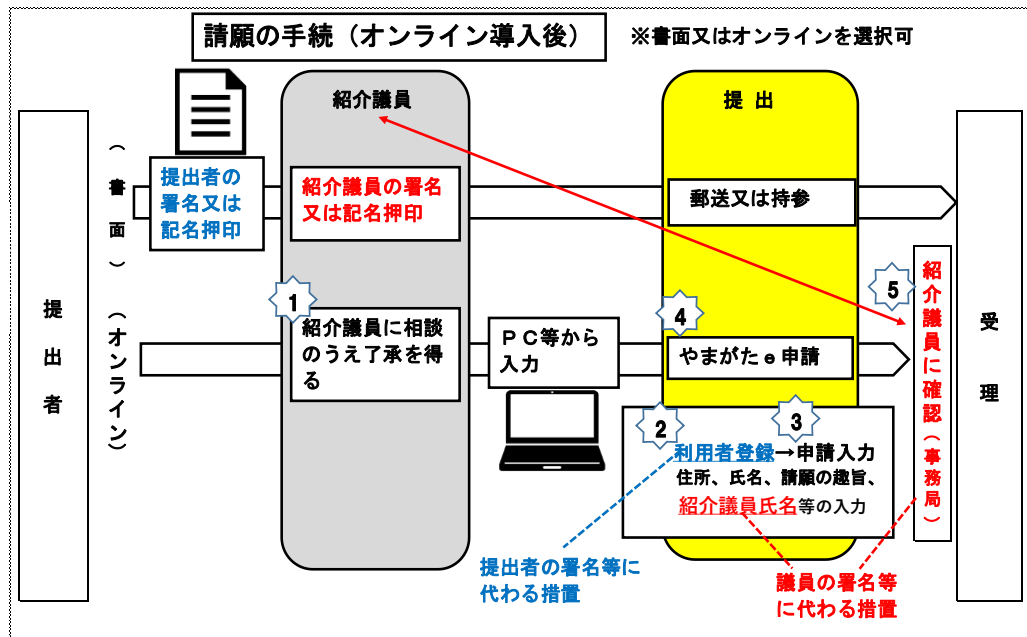 請願の手続（オンライン導入後）
※書面又はオンラインを選択可
提出者
（書面）
（オンライン）
紹介議員
提 出
提出者の
署名又は
記名押印
紹介議員の署名
又は記名押印
郵送又は持参
1
紹介議員に相談
のうえ了承を得
る
ＰＣ等から
入力
4
やまがたｅ申請
2
3
利用者登録→申請入力
住所、氏名、請願の趣旨、
紹介議員氏名等の入力
5
紹介議員に確認（事務局）
受理
提出者の署名等に
代わる措置
議員の署名等
に代わる措置